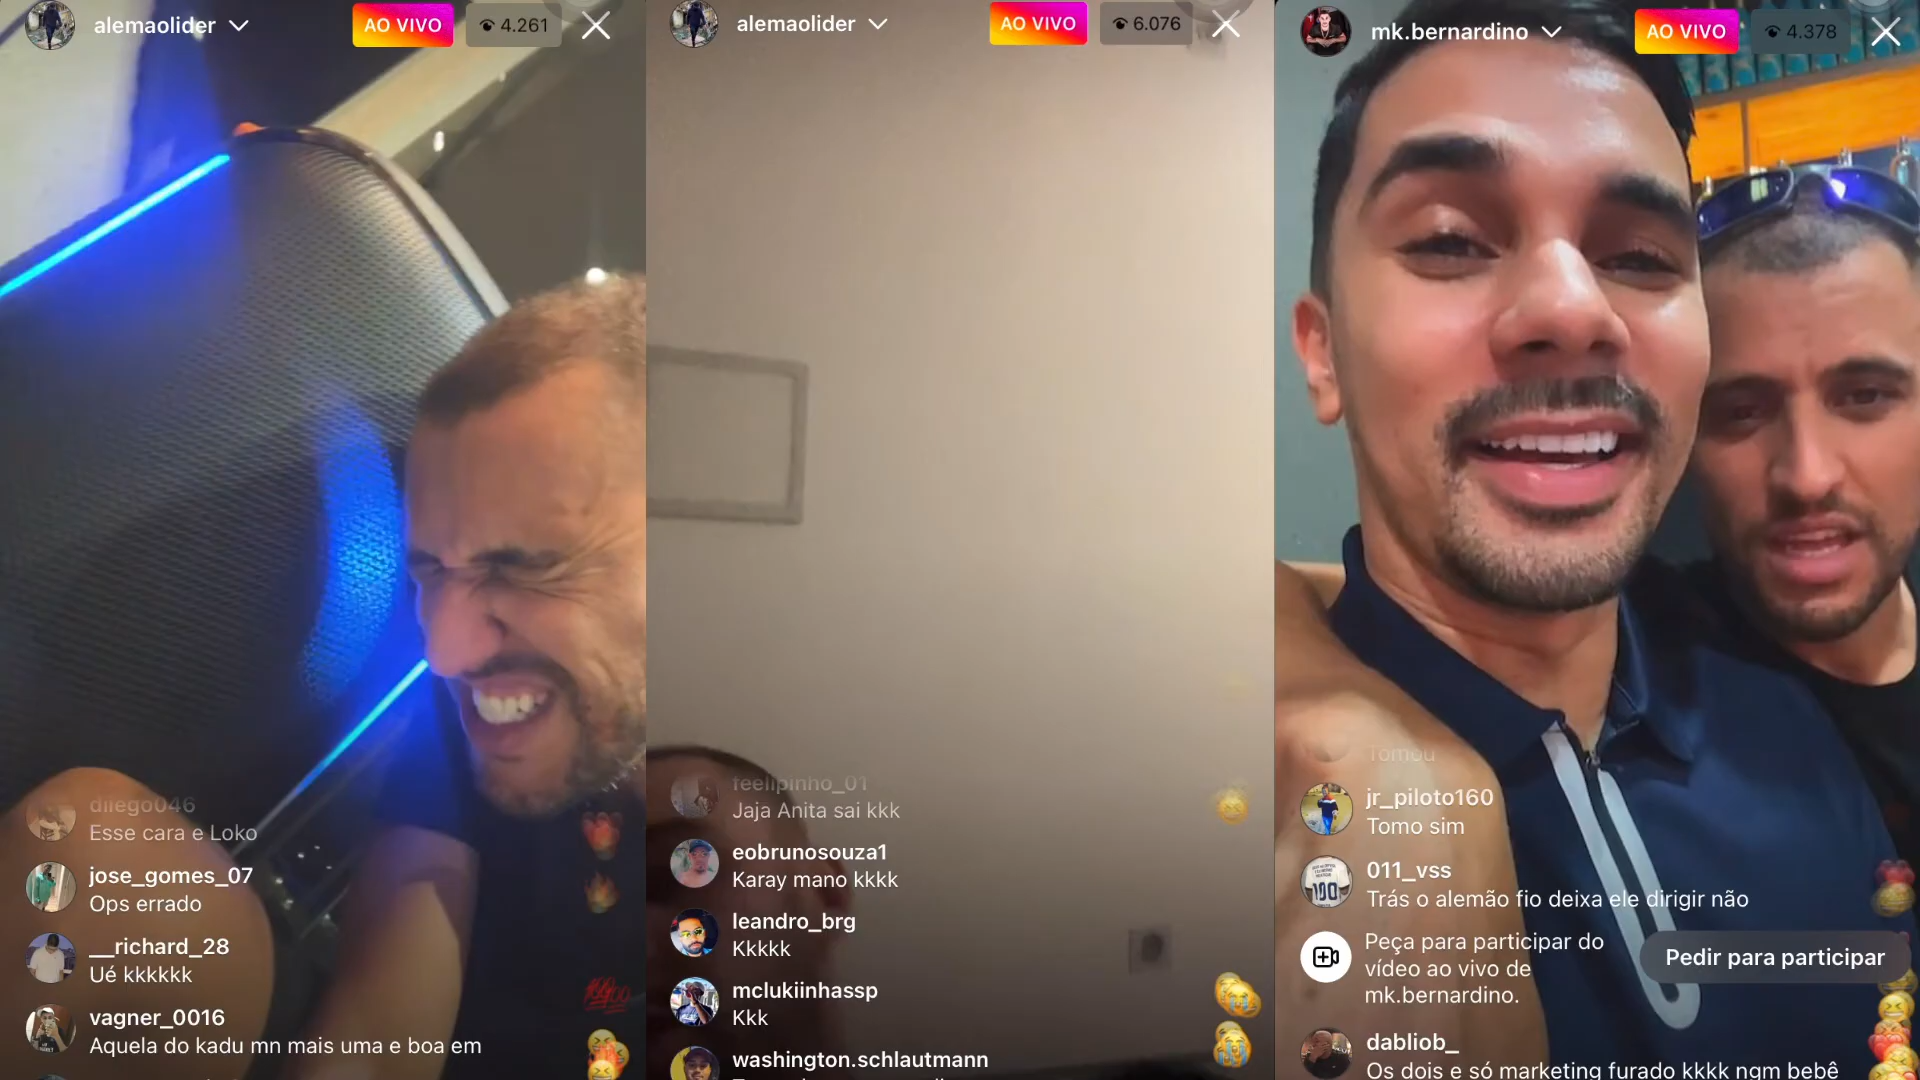 alemaolider
AO VIVO
4.261
diiego046
Esse cara e Loko
jose_gomes_07
Ops errado
__richard_28
Ué kkkkkk
vagner_0016
Aquela do kadu mn mais uma e boa em
alemaolider
AO VIVO
6.076
feelipinho_01
Jaja Anita sai kkk
eobrunosouza1
Karay mano kkkk
leandro_brg
Kkkkk
mclukiinhassp
Kkk
washington.schlautmann
mk.bernardino
AO VIVO
4.378
Tomou
jr_piloto160
Tomo sim
011_vss
Trás o alemão fio deixa ele dirigir não
Peça para participar do
vídeo ao vivo de
mk.bernardino.
Pedir para participar
dabliob_
Os dois e só marketing furado kkkk ngm bebê